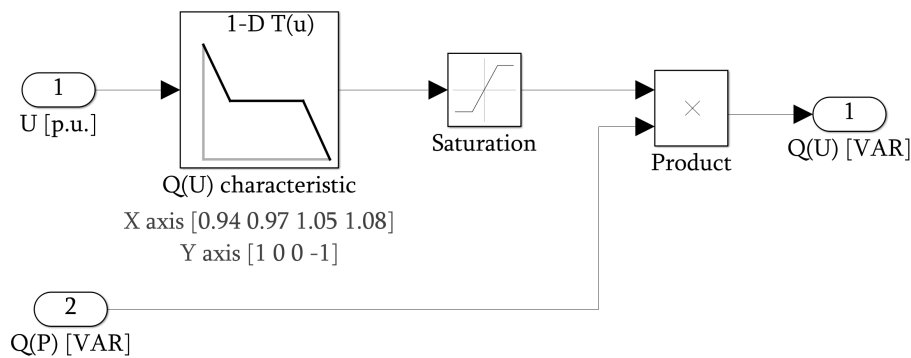 1-D T(u)
1
U [p.u.]
Q(U) characteristic
X axis [0.94 0.97 1.05 1.08]
Y axis [1 0 0 -1]
Saturation
×
Product
1
Q(U) [VAR]
2
Q(P) [VAR]